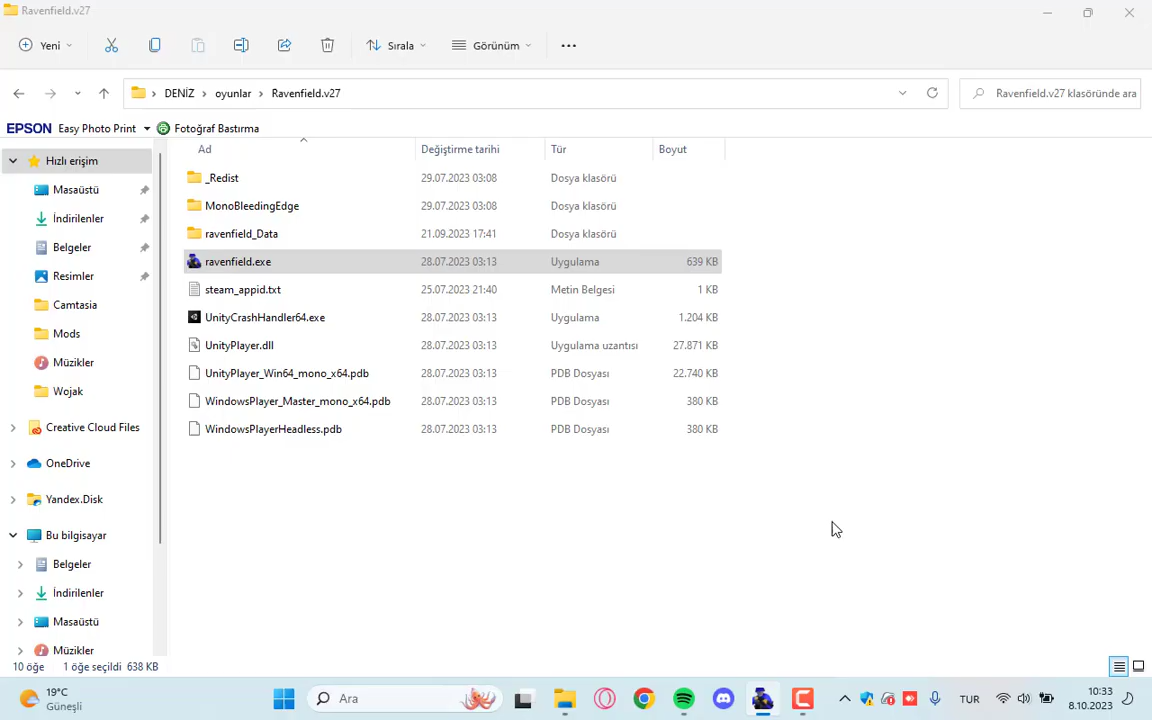 Ravenfield.v27
Yeni
Sırala
Görünüm
DENİZ
oyunlar
Ravenfield.v27
Ravenfield.v27 klasöründe ara
EPSON Easy Photo Print
Fotoğraf Bastırma
Ad
Değiştirme tarihi
Tür
Boyut
_Redist 29.07.2023 03:08 Dosya klasörü
MonoBleedingEdge 29.07.2023 03:08 Dosya klasörü
ravenfield_Data 21.09.2023 17:41 Dosya klasörü
ravenfield.exe 28.07.2023 03:13 Uygulama 639 KB
steam_appid.txt 25.07.2023 21:40 Metin Belgesi 1 KB
UnityCrashHandler64.exe 28.07.2023 03:13 Uygulama 1.204 KB
UnityPlayer.dll 28.07.2023 03:13 Uygulama uzantısı 27.871 KB
UnityPlayer_Win64_mono_x64.pdb 28.07.2023 03:13 PDB Dosyası 22.740 KB
WindowsPlayer_Master_mono_x64.pdb 28.07.2023 03:13 PDB Dosyası 380 KB
WindowsPlayerHeadless.pdb 28.07.2023 03:13 PDB Dosyası 380 KB
Hızlı erişim
Masaüstü
İndirilenler
Belgeler
Resimler
Camtasia
Mods
Müzikler
Wojak
Creative Cloud Files
OneDrive
Yandex.Disk
Bu bilgisayar
Belgeler
İndirilenler
Masaüstü
Müzikler
10 öğe
1 öğe seçildi 638 KB
19°C
Güneşli
Ara
TUR
10:33
8.10.2023